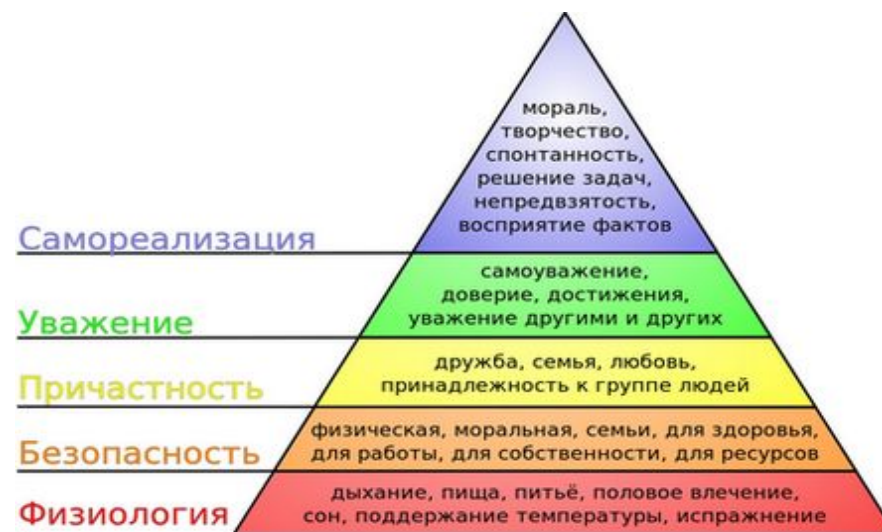 мораль,
творчество,
спонтанность,
решение задач,
непредвзятость,
восприятие фактов
Самореализация
самоуважение,
доверие, достижения,
уважение другими и других
Уважение
дружба, семья, любовь,
принадлежность к группе людей
Причастность
физическая, моральная, семьи, для здоровья,
для работы, для собственности, для ресурсов
Безопасность
дыхание, пища, питьё, половое влечение,
сон, поддержание температуры, испражнение
Физиология